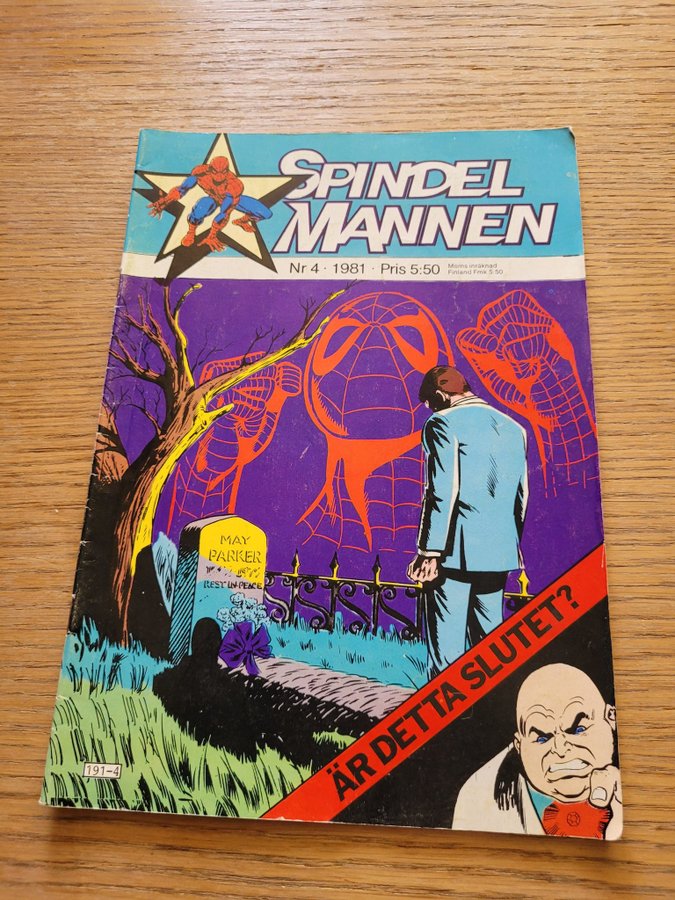 SPINDEL
MANNEN
Nr 4 · 1981 · Pris 5:50
Moms inräknad
Finland Fmk 5:50
MAY
PARKER
REST IN PEACE
ÄR DETTA SLUTET?
191-4